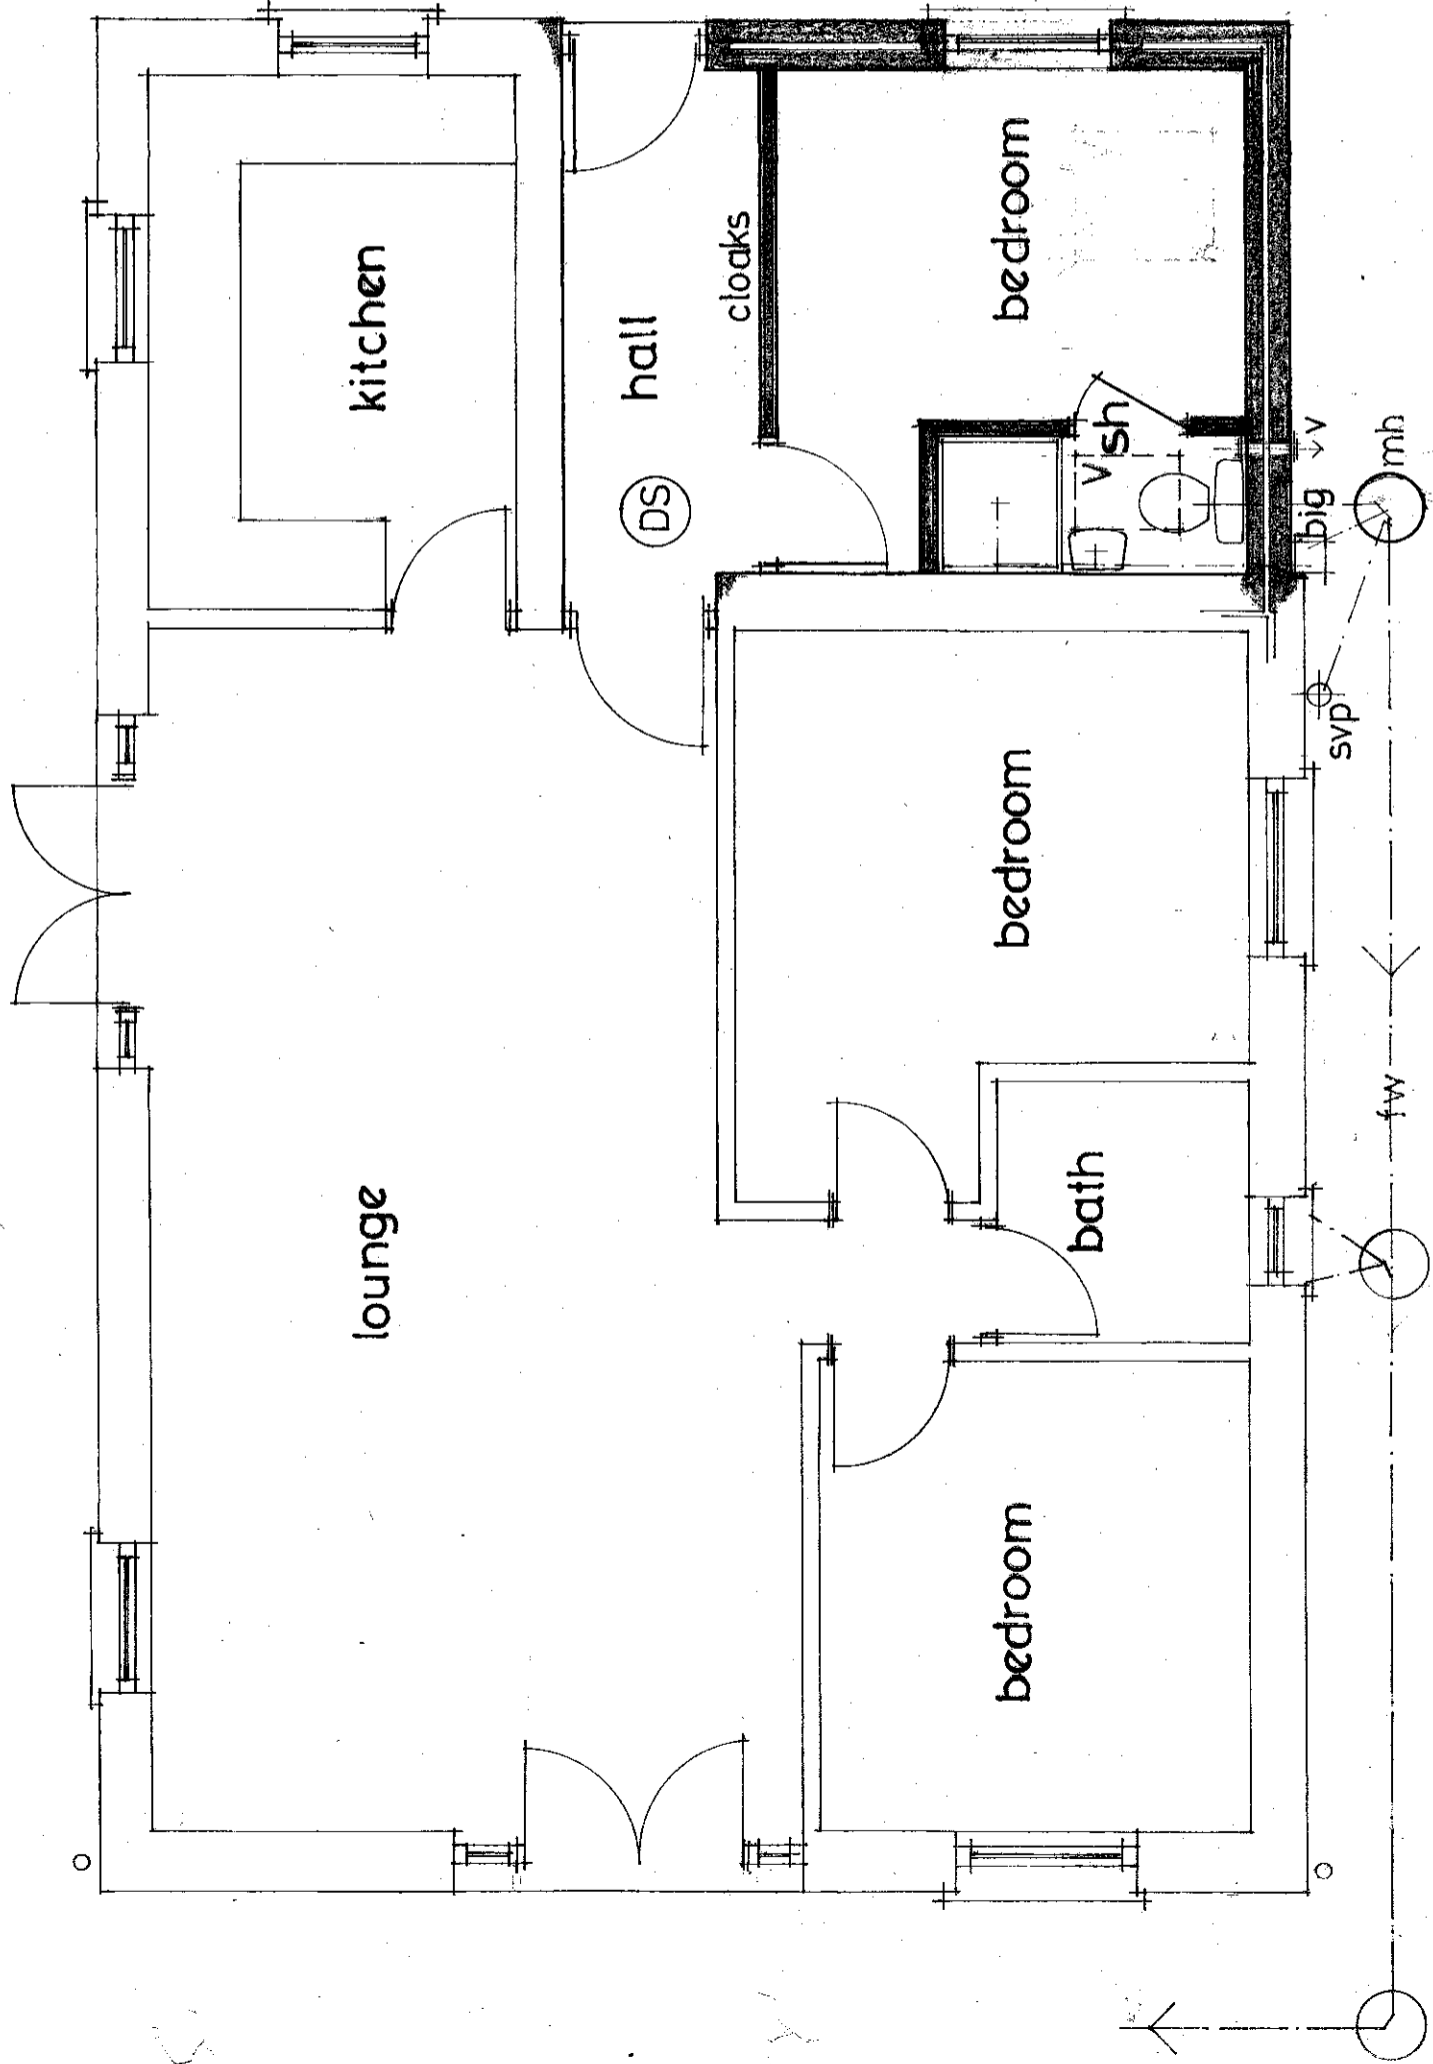 kitchen
hall
cloaks
bedroom
DS
V
sh
V
big
mh
svp
bedroom
lounge
bath
fw
bedroom